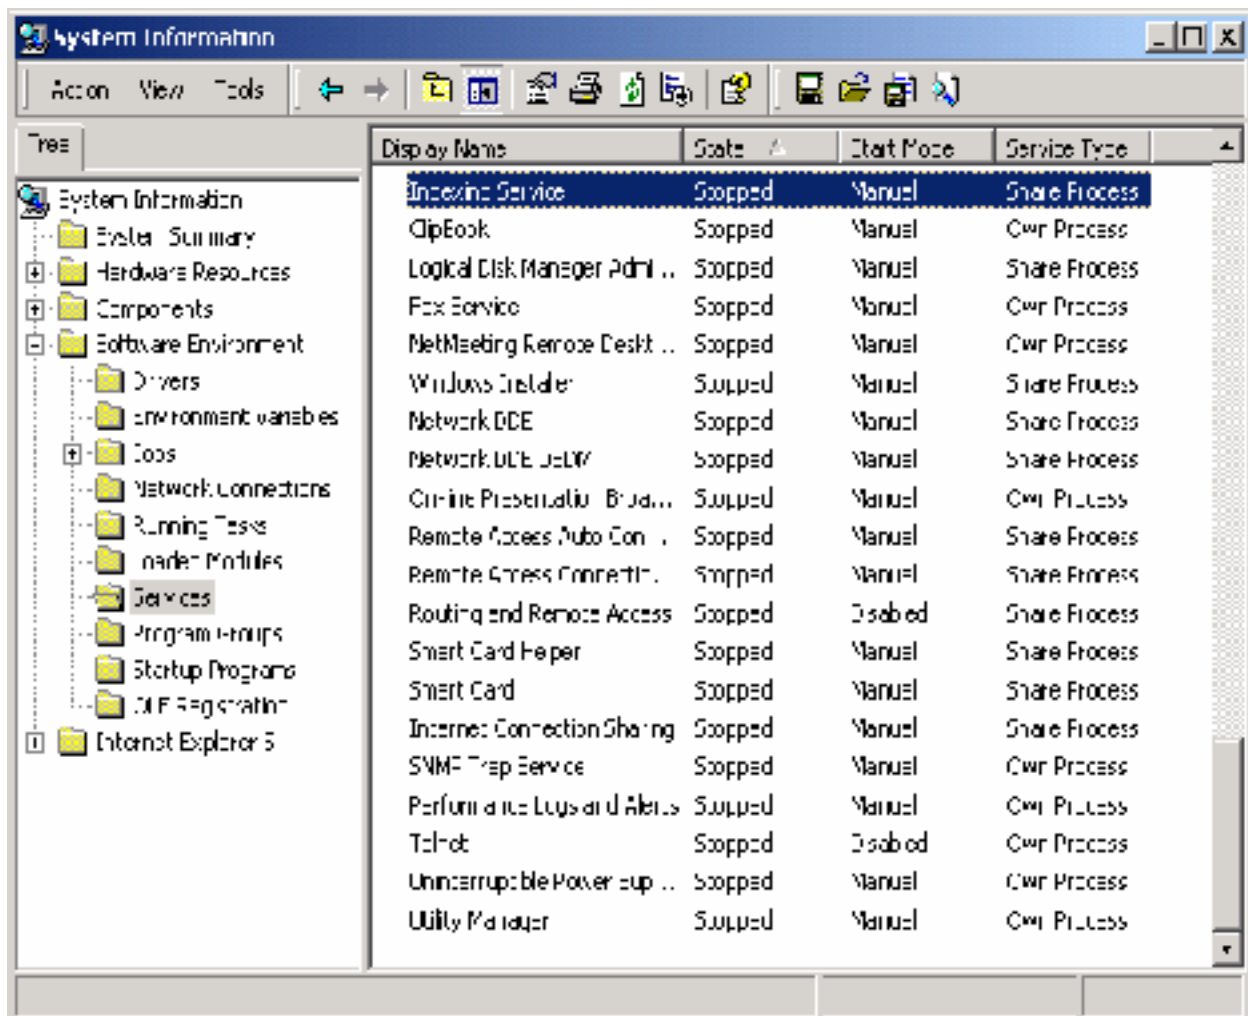 System Information
Action View Tools
Tree
System Information
System Summary
Hardware Resources
Components
Software Environment
Drivers
Environment Variables
Jobs
Network Connections
Running Tasks
Loaded Modules
Services
Program Groups
Startup Programs
OLE Registration
Internet Explorer 5
Display Name State Start Mode Service Type
Indexing Service Stopped Manual Share Process
ClipBook Stopped Manual Own Process
Logical Disk Manager Admi... Stopped Manual Share Process
Fax Service Stopped Manual Own Process
NetMeeting Remote Deskt... Stopped Manual Own Process
Windows Installer Stopped Manual Share Process
Network DDE Stopped Manual Share Process
Network DDE DSDM Stopped Manual Share Process
On-line Presentation Broa... Stopped Manual Own Process
Remote Access Auto Con... Stopped Manual Share Process
Remote Access Connectio... Stopped Manual Share Process
Routing and Remote Access Stopped Disabled Share Process
Smart Card Helper Stopped Manual Share Process
Smart Card Stopped Manual Share Process
Internet Connection Sharing Stopped Manual Share Process
SNMP Trap Service Stopped Manual Own Process
Performance Logs and Alerts Stopped Manual Own Process
Telnet Stopped Disabled Own Process
Uninterruptible Power Sup... Stopped Manual Own Process
Utility Manager Stopped Manual Own Process